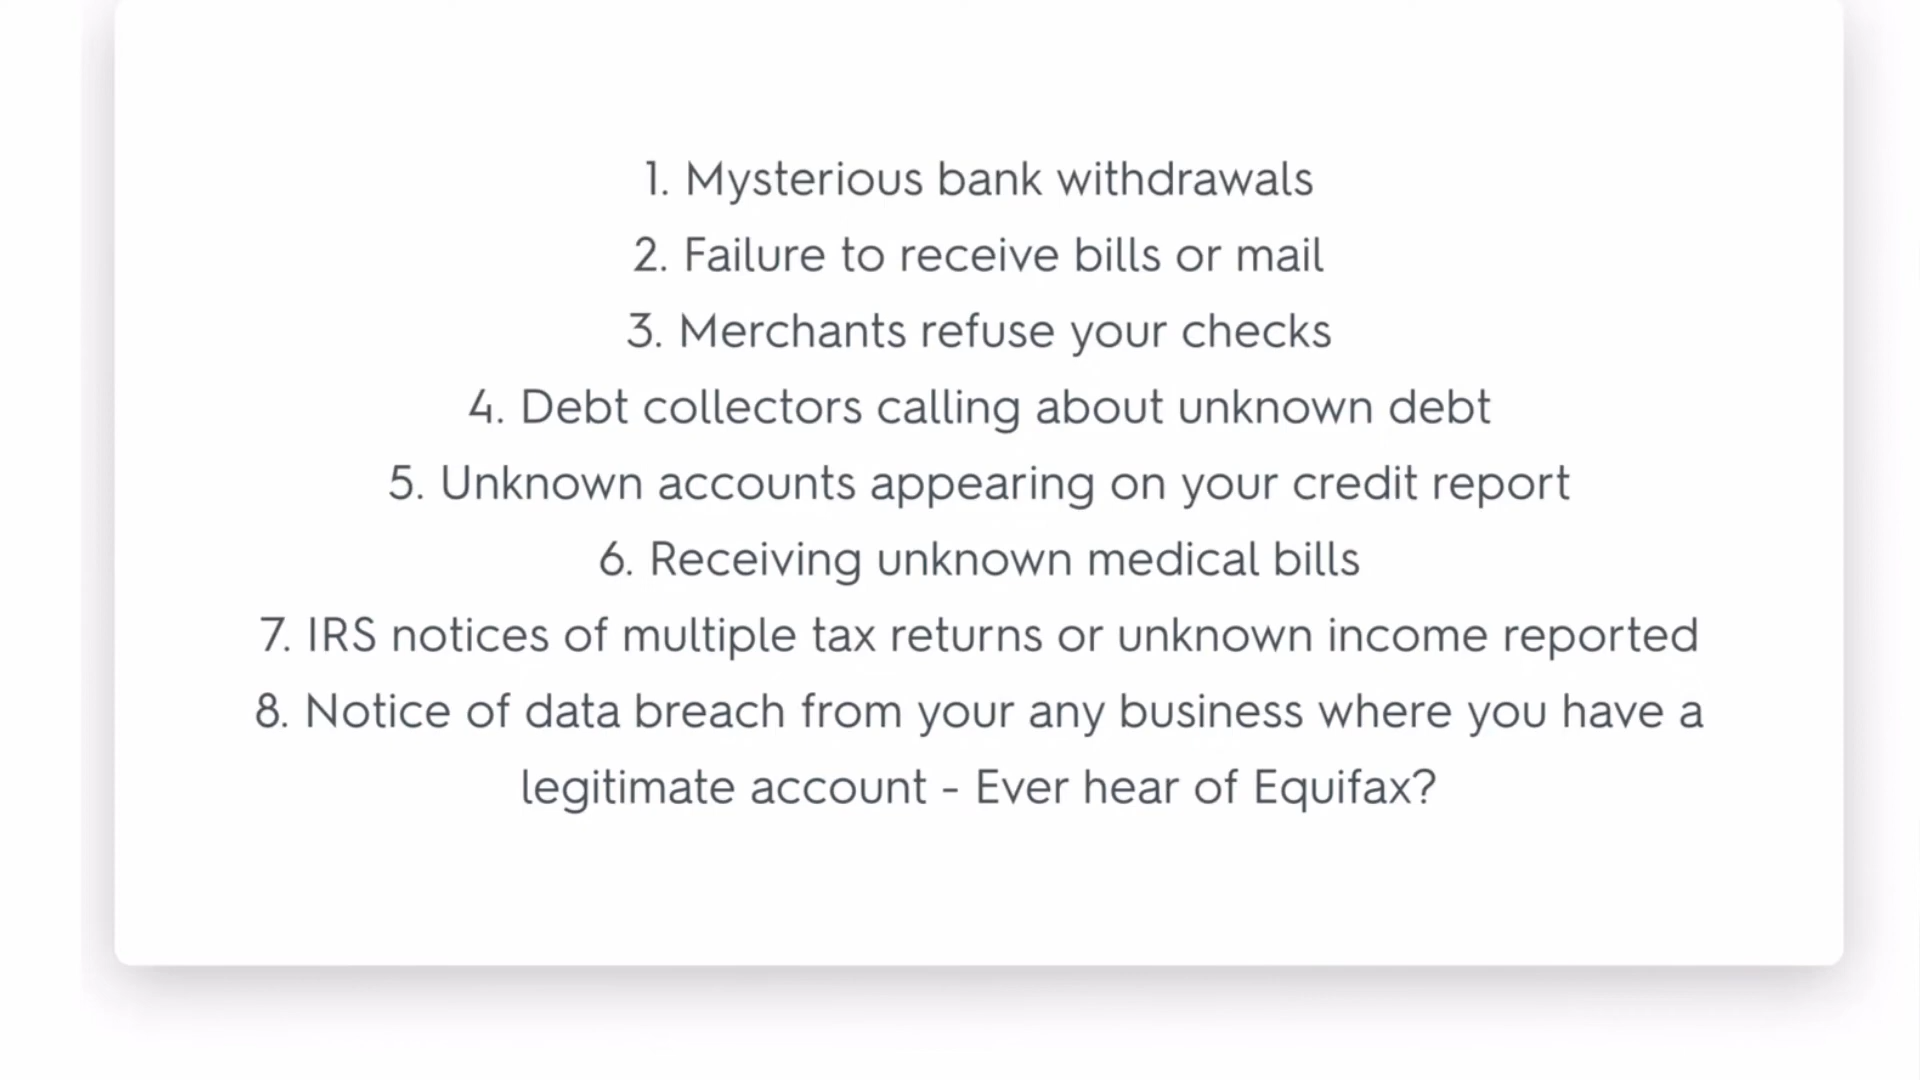 1. Mysterious bank withdrawals
2. Failure to receive bills or mail
3. Merchants refuse your checks
4. Debt collectors calling about unknown debt
5. Unknown accounts appearing on your credit report
6. Receiving unknown medical bills
7. IRS notices of multiple tax returns or unknown income reported
8. Notice of data breach from your any business where you have a
legitimate account - Ever hear of Equifax?